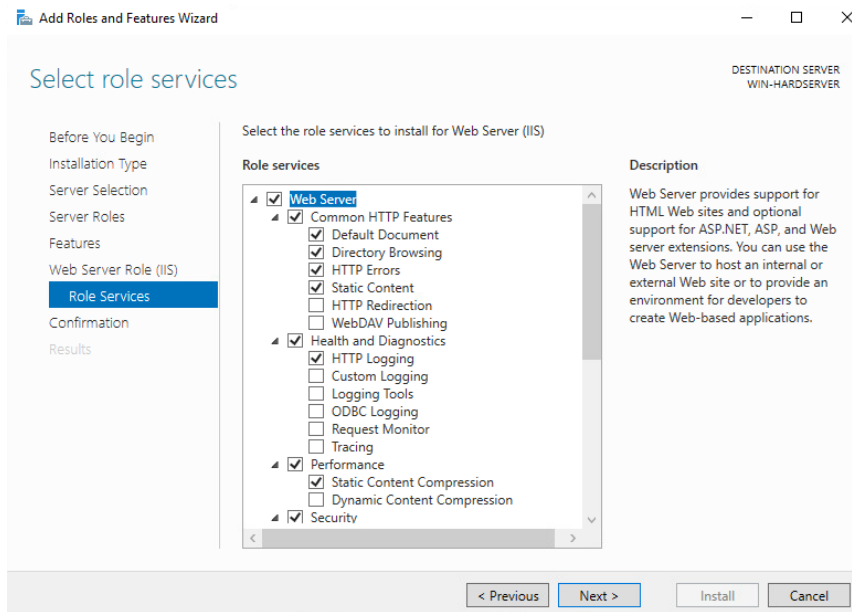 Add Roles and Features Wizard
Select role services
DESTINATION SERVER
WIN-HARDSERVER
Before You Begin
Installation Type
Server Selection
Server Roles
Features
Web Server Role (IIS)
Role Services
Confirmation
Results
Select the role services to install for Web Server (IIS)
Role services
Web Server
Common HTTP Features
Default Document
Directory Browsing
HTTP Errors
Static Content
HTTP Redirection
WebDAV Publishing
Health and Diagnostics
HTTP Logging
Custom Logging
Logging Tools
ODBC Logging
Request Monitor
Tracing
Performance
Static Content Compression
Dynamic Content Compression
Security
Description
Web Server provides support for
HTML Web sites and optional
support for ASP.NET, ASP, and Web
server extensions. You can use the
Web Server to host an internal or
external Web site or to provide an
environment for developers to
create Web-based applications.
< Previous
Next >
Install
Cancel